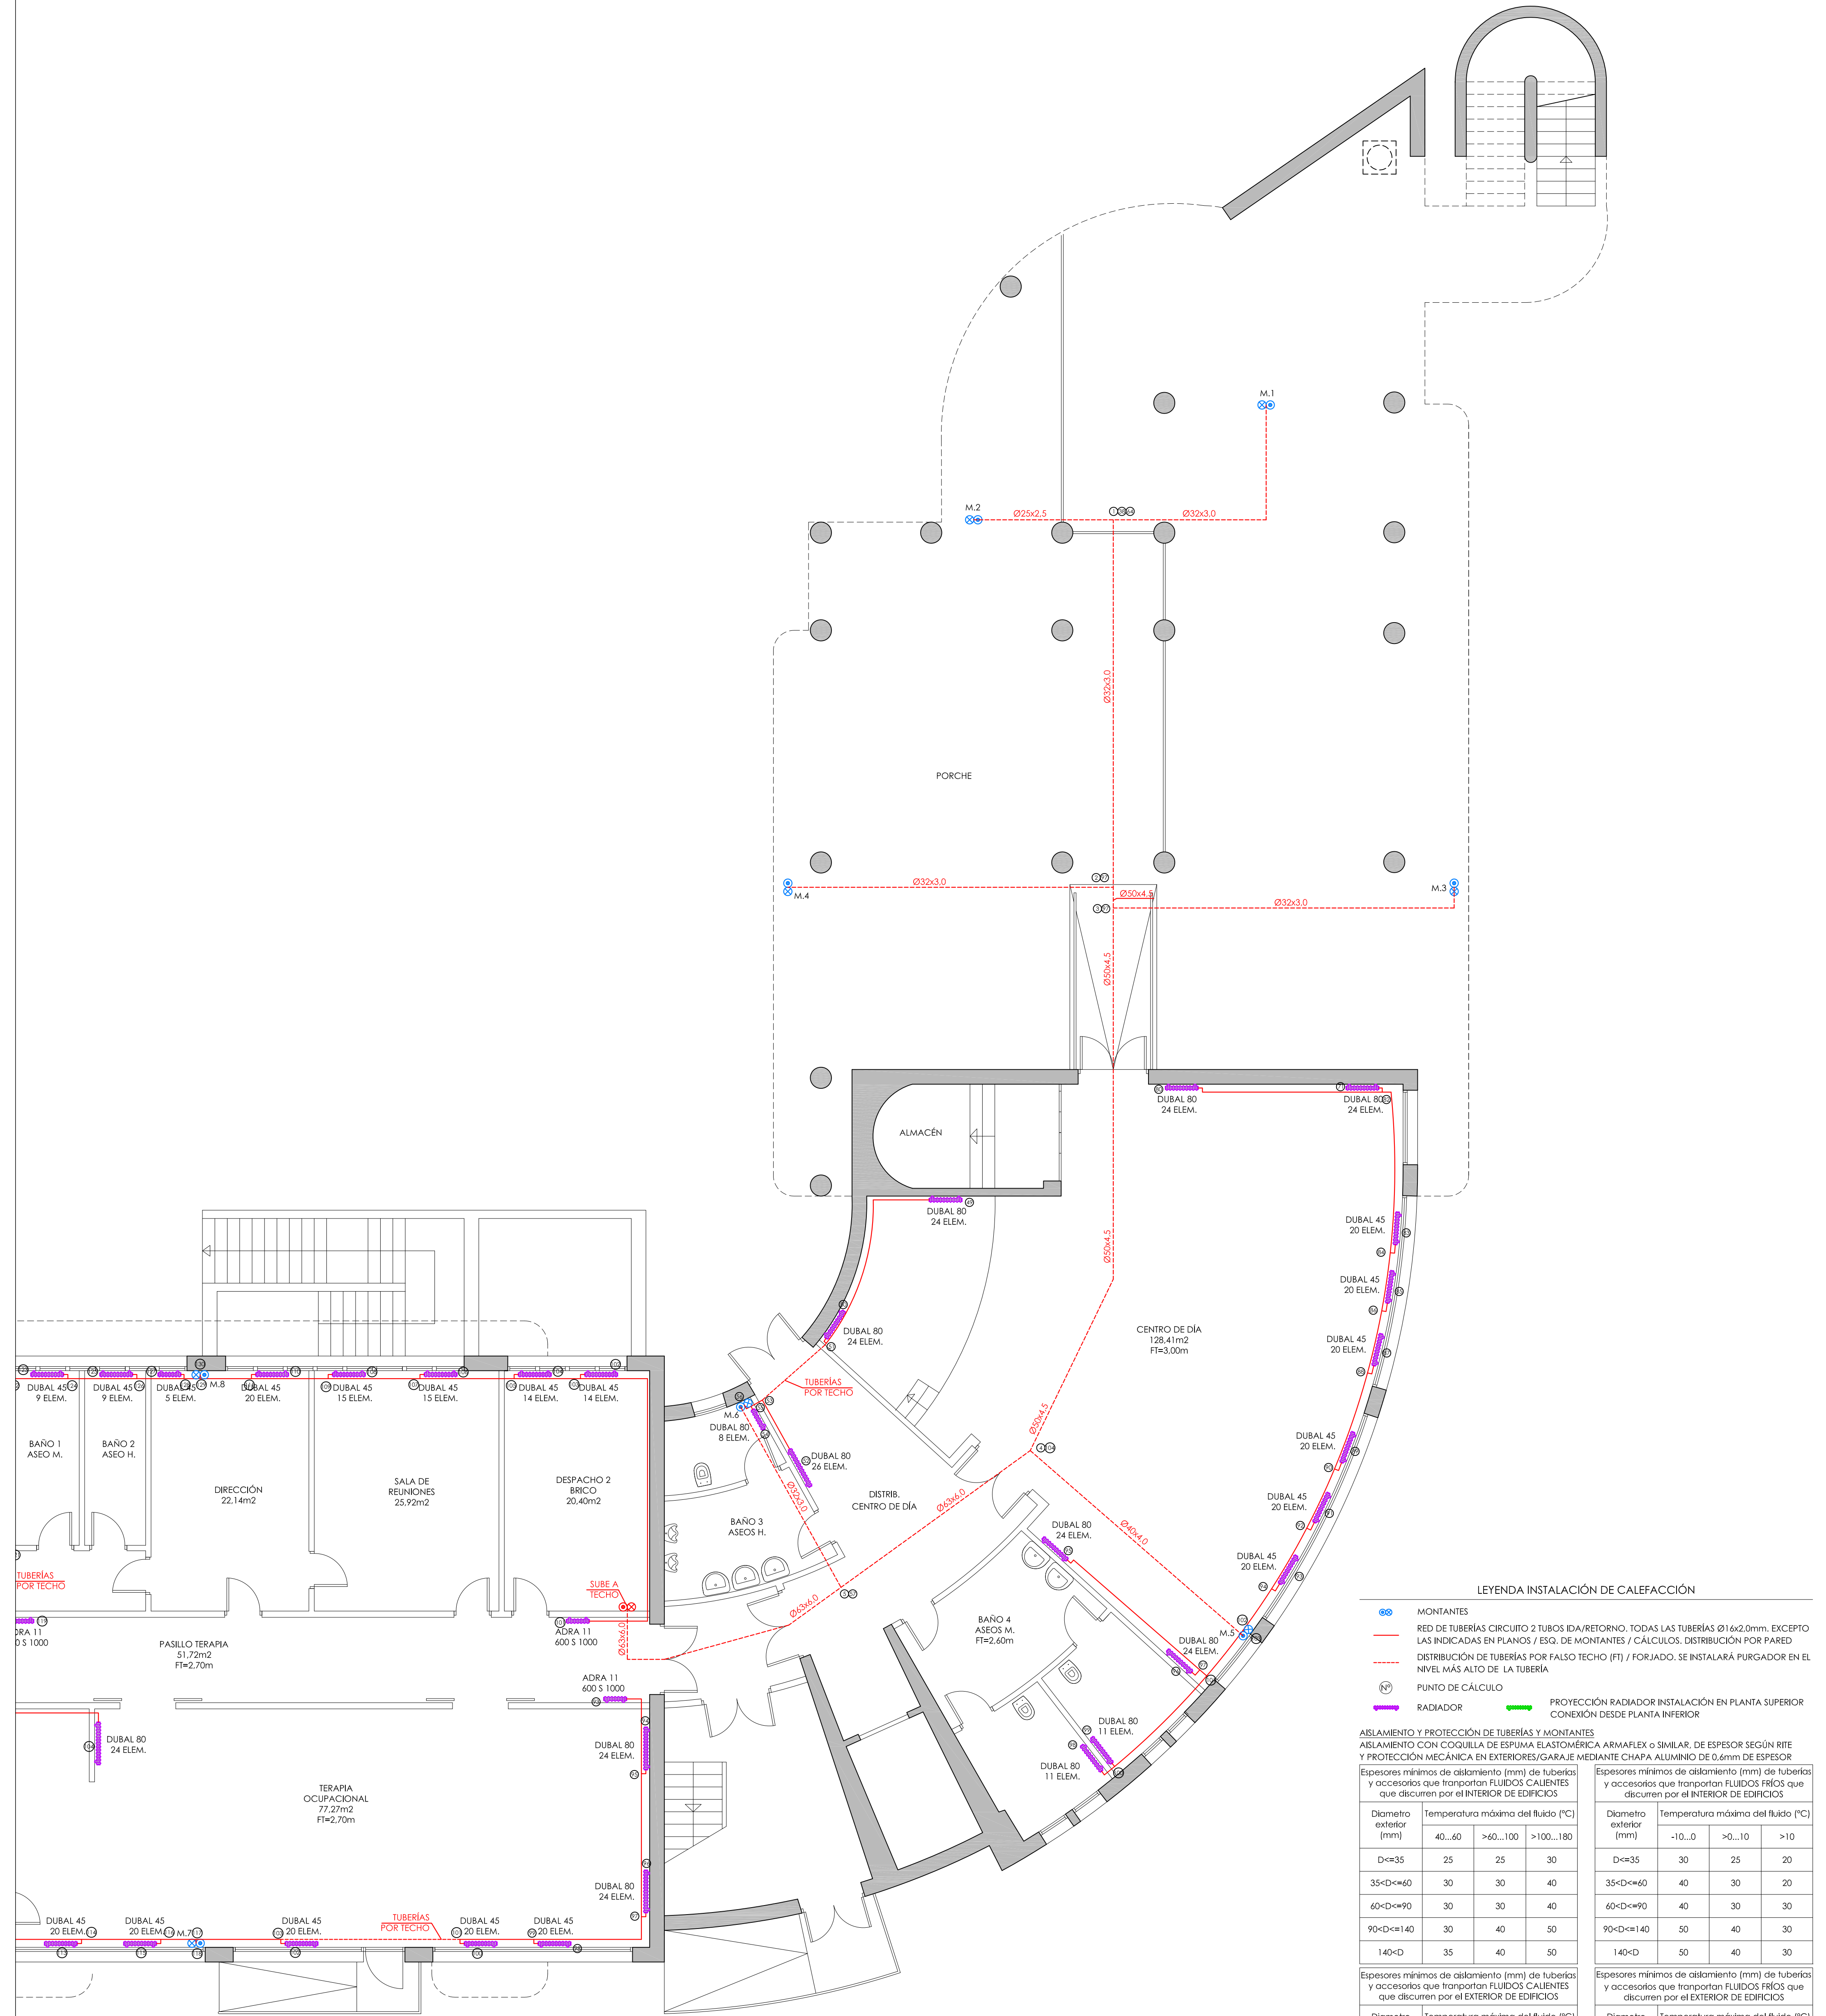 M.1
M.2
Ø25x2,5
1
Ø32x3.0
Ø32x3.0
PORCHE
Ø32x3.0
M.4
Ø50x4.5
M.3
Ø32x3.0
Ø50x4.5
DUBAL 80
24 ELEM.
DUBAL 80
24 ELEM.
ALMACÉN
DUBAL 80
24 ELEM.
DUBAL 45
20 ELEM.
Ø50x4.5
DUBAL 45
20 ELEM.
CENTRO DE DÍA
128,41m2
FT=3,00m
DUBAL 80
24 ELEM.
DUBAL 45
20 ELEM.
TUBERÍAS
POR TECHO
DUBAL 45
9 ELEM.
DUBAL 45
9 ELEM.
DUBAL 45
5 ELEM.
M.8
DUBAL 45
20 ELEM.
DUBAL 45
15 ELEM.
DUBAL 45
15 ELEM.
DUBAL 45
14 ELEM.
DUBAL 45
14 ELEM.
M.6
DUBAL 80
8 ELEM.
DUBAL 80
26 ELEM.
Ø50x4.5
DUBAL 45
20 ELEM.
BAÑO 1
ASEO M.
BAÑO 2
ASEO H.
DIRECCIÓN
22,14m2
SALA DE
REUNIONES
25,92m2
DESPACHO 2
BRICO
20,40m2
Ø32x3.0
DISTRIB.
CENTRO DE DÍA
Ø63x6.0
DUBAL 45
20 ELEM.
BAÑO 3
ASEOS H.
DUBAL 80
24 ELEM.
Ø40x4.0
DUBAL 45
20 ELEM.
TUBERÍAS
POR TECHO
SUBE A
TECHO
Ø63x6.0
Ø63x6.0
BAÑO 4
ASEOS M.
FT=2,60m
M.5
ADRA 11
600 S 1000
PASILLO TERAPIA
51,72m2
FT=2,70m
DUBAL 80
24 ELEM.
ADRA 11
600 S 1000
DUBAL 80
11 ELEM.
DUBAL 80
11 ELEM.
DUBAL 80
24 ELEM.
DUBAL 80
24 ELEM.
TERAPIA
OCUPACIONAL
77,27m2
FT=2,70m
DUBAL 80
24 ELEM.
DUBAL 45
20 ELEM.
DUBAL 45
20 ELEM.
M.7
DUBAL 45
20 ELEM.
TUBERÍAS
POR TECHO
DUBAL 45
20 ELEM.
DUBAL 45
20 ELEM.
LEYENDA INSTALACIÓN DE CALEFACCIÓN
MONTANTES
RED DE TUBERÍAS CIRCUITO 2 TUBOS IDA/RETORNO. TODAS LAS TUBERÍAS Ø16x2.0mm. EXCEPTO
LAS INDICADAS EN PLANOS / ESQ. DE MONTANTES / CÁLCULOS. DISTRIBUCIÓN POR PARED
DISTRIBUCIÓN DE TUBERÍAS POR FALSO TECHO (FT) / FORJADO. SE INSTALARÁ PURGADOR EN EL
NIVEL MÁS ALTO DE LA TUBERÍA
Nº PUNTO DE CÁLCULO
RADIADOR
PROYECCIÓN RADIADOR INSTALACIÓN EN PLANTA SUPERIOR
CONEXIÓN DESDE PLANTA INFERIOR
AISLAMIENTO Y PROTECCIÓN DE TUBERÍAS Y MONTANTES
AISLAMIENTO CON COQUILLA DE ESPUMA ELASTOMÉRICA ARMAFLEX o SIMILAR, DE ESPESOR SEGÚN RITE
Y PROTECCIÓN MECÁNICA EN EXTERIORES/GARAJE MEDIANTE CHAPA ALUMINIO DE 0,6mm DE ESPESOR
Espesores mínimos de aislamiento (mm) de tuberías
y accesorios que tranportan FLUIDOS CALIENTES
que discurren por el INTERIOR DE EDIFICIOS
Diametro exterior (mm) Temperatura máxima del fluido (ºC)
40...60 >60...100 >100...180
D<=35 25 25 30
35<D<=60 30 30 40
60<D<=90 30 30 40
90<D<=140 30 40 50
140<D 35 40 50
Espesores mínimos de aislamiento (mm) de tuberías
y accesorios que tranportan FLUIDOS FRÍOS que
discurren por el INTERIOR DE EDIFICIOS
Diametro exterior (mm) Temperatura máxima del fluido (ºC)
-10...0 >0...10 >10
D<=35 30 25 20
35<D<=60 40 30 20
60<D<=90 40 30 30
90<D<=140 50 40 30
140<D 50 40 30
Espesores mínimos de aislamiento (mm) de tuberías
y accesorios que tranportan FLUIDOS CALIENTES
que discurren por el EXTERIOR DE EDIFICIOS
Espesores mínimos de aislamiento (mm) de tuberías
y accesorios que tranportan FLUIDOS FRÍOS que
discurren por el EXTERIOR DE EDIFICIOS